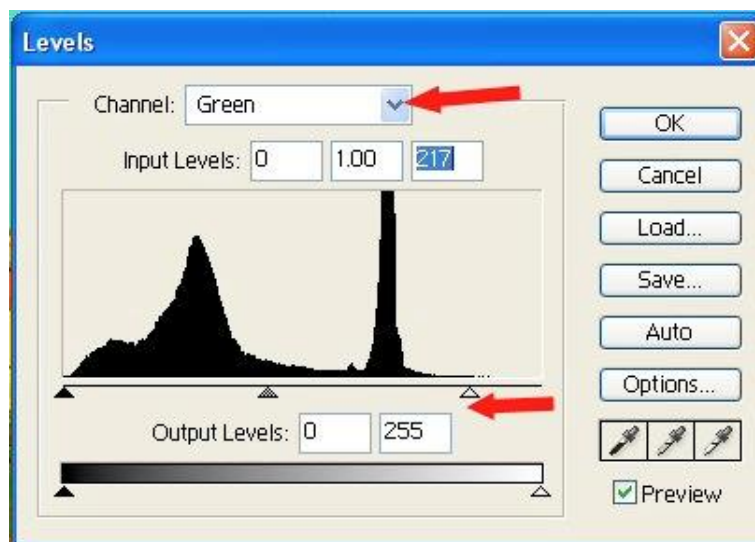 Levels
Channel: Green
Input Levels: 0 1.00 217
Output Levels: 0 255
OK
Cancel
Load...
Save...
Auto
Options...
Preview